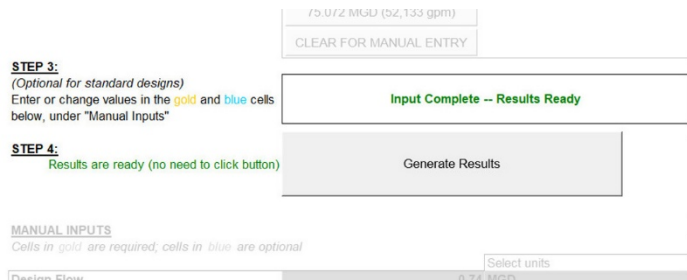 75.072 MGD (52,133 gpm)
CLEAR FOR MANUAL ENTRY
STEP 3:
(Optional for standard designs)
Enter or change values in the gold and blue cells
below, under "Manual Inputs"
Input Complete -- Results Ready
STEP 4:
Results are ready (no need to click button)
Generate Results
MANUAL INPUTS
Cells in gold are required; cells in blue are optional
Select units
Design Flow 0.74 MGD